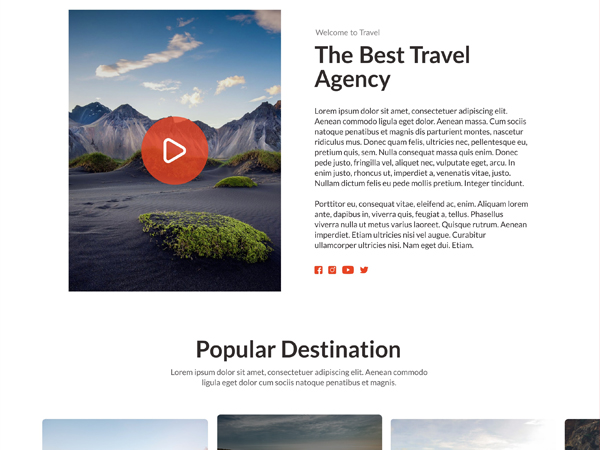 Welcome to Travel
The Best Travel
Agency
Lorem ipsum dolor sit amet, consectetuer adipiscing elit.
Aenean commodo ligula eget dolor. Aenean massa. Cum sociis
natoque penatibus et magnis dis parturient montes, nascetur
ridiculus mus. Donec quam felis, ultricies nec, pellentesque eu,
pretium quis, sem. Nulla consequat massa quis enim. Donec
pede justo, fringilla vel, aliquet nec, vulputate eget, arcu. In
enim justo, rhoncus ut, imperdiet a, venenatis vitae, justo.
Nullam dictum felis eu pede mollis pretium. Integer tincidunt.
Porttitor eu, consequat vitae, eleifend ac, enim. Aliquam lorem
ante, dapibus in, viverra quis, feugiat a, tellus. Phasellus
viverra nulla ut metus varius laoreet. Quisque rutrum. Aenean
imperdiet. Etiam ultricies nisi vel augue. Curabitur
ullamcorper ultricies nisi. Nam eget dui. Etiam.
Popular Destination
Lorem ipsum dolor sit amet, consectetuer adipiscing elit. Aenean commodo
ligula eget dolor cum sociis natoque penatibus et magnis.